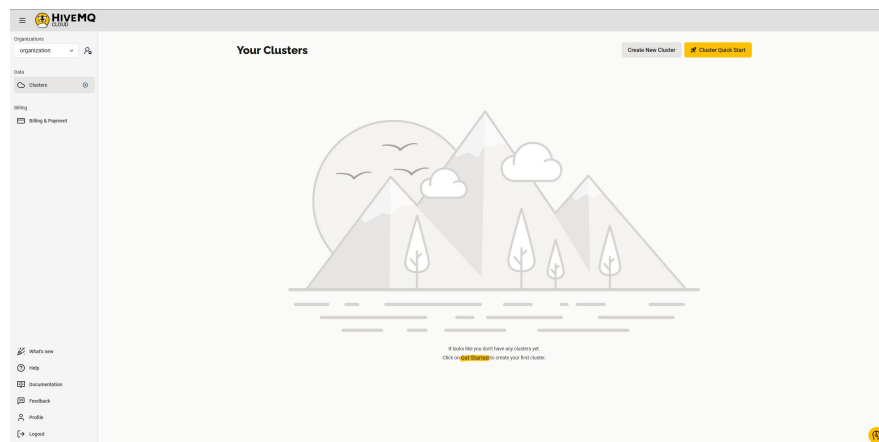 HIVEMQ
CLOUD
Organizations
organization
Data
Clusters
Billing
Billing & Payment
Your Clusters
Create New Cluster
Cluster Quick Start
It looks like you don't have any clusters yet.
Click on Get Started to create your first cluster.
What's new
Help
Documentation
Feedback
Profile
Logout